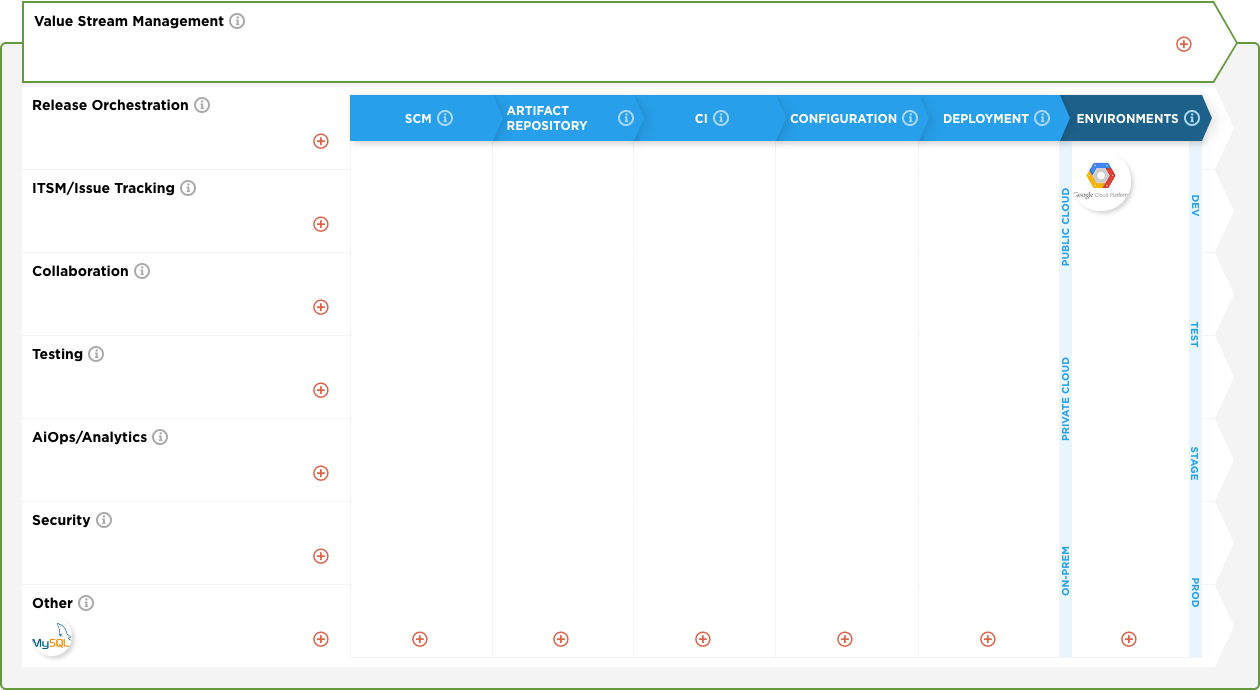 Value Stream Management
Release Orchestration
SCM
ARTIFACT
REPOSITORY
CI
CONFIGURATION
DEPLOYMENT
ENVIRONMENTS
ITSM/Issue Tracking
Collaboration
Testing
AiOps/Analytics
Security
Other
MySQL
Google Cloud Platform
PUBLIC CLOUD
PRIVATE CLOUD
ON-PREM
DEV
TEST
STAGE
PROD